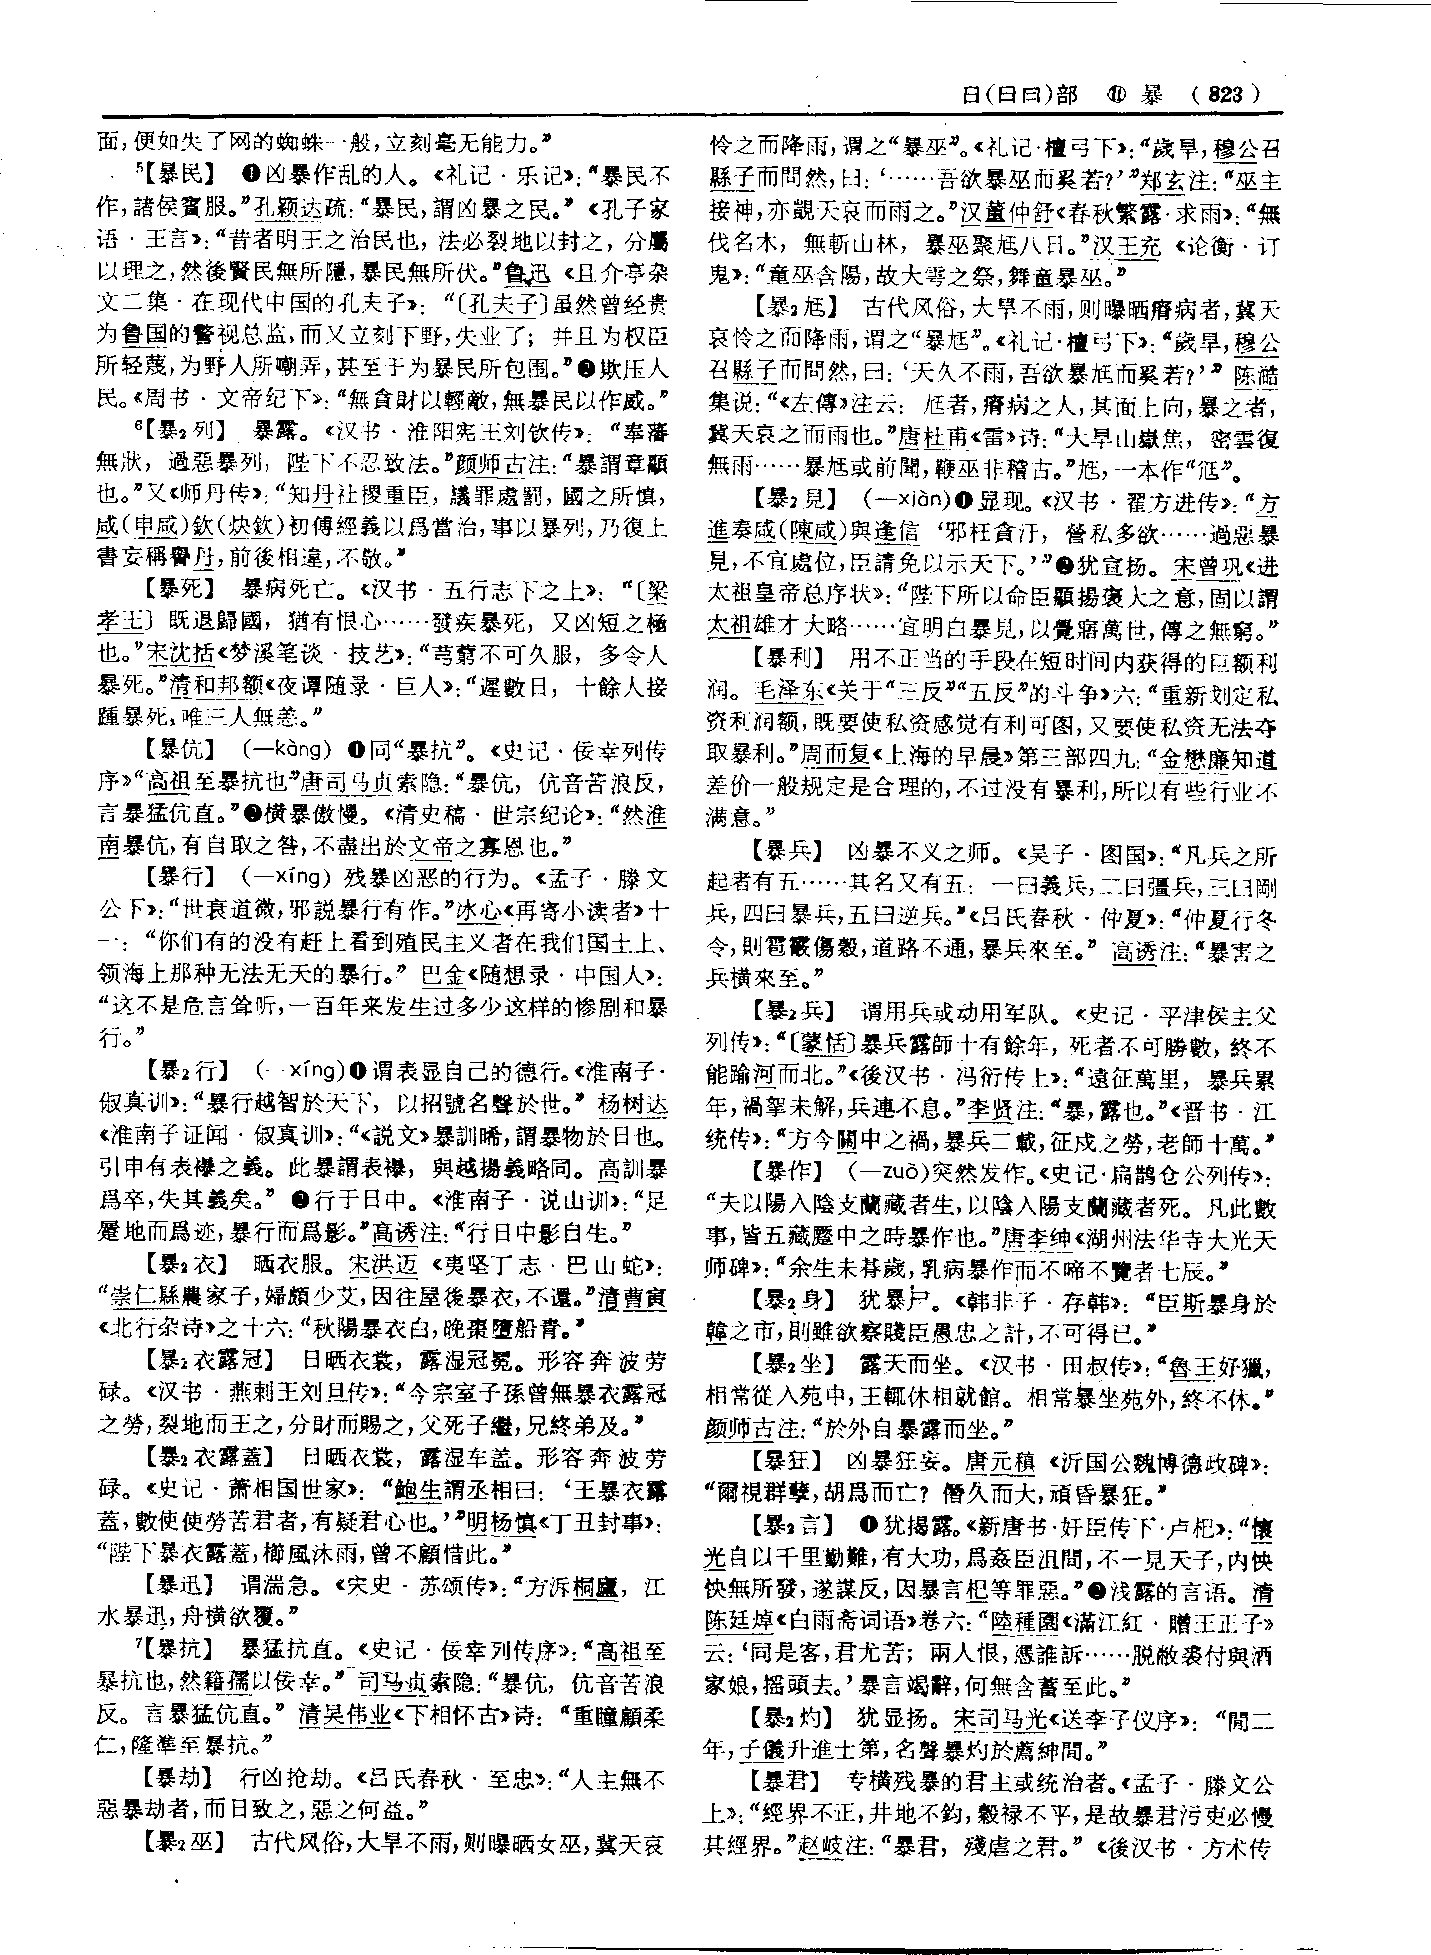 日(日曰)部 ⑪ 暴 (823)
面,便如失了网的蜘蛛一般,立刻毫无能力。”
⁵【暴民】 ❶凶暴作乱的人。《礼记·乐记》:“暴民不
作,諸侯賓服。”孔颖达疏:“暴民,謂凶暴之民。”《孔子家
语·王言》:“昔者明王之治民也,法必裂地以封之,分屬
以理之,然後賢民無所隱,暴民無所伏。”鲁迅《且介亭杂
文二集·在现代中国的孔夫子》:“〔孔夫子〕虽然曾经贵
为鲁国的警视总监,而又立刻下野,失业了;并且为权臣
所轻蔑,为野人所嘲弄,甚至于为暴民所包围。”❷欺压人
民。《周书·文帝纪下》:“無貪財以輕敵,無暴民以作威。”
⁶【暴₂列】 暴露。《汉书·淮阳宪王刘钦传》:“奉藩
無狀,過惡暴列,陛下不忍致法。”颜师古注:“暴謂章顯
也。”又《师丹传》:“知丹社稷重臣,議罪處罰,國之所慎,
咸(申咸)欽(炔欽)初傅經義以爲當治,事以暴列,乃復上
書妄稱譽丹,前後相違,不敬。”
【暴死】 暴病死亡。《汉书·五行志下之上》:“〔梁
孝王〕既退歸國,猶有恨心……發疾暴死,又凶短之極
也。”宋沈括《梦溪笔谈·技艺》:“芎藭不可久服,多令人
暴死。”清和邦额《夜谭随录·巨人》:“遲數日,十餘人接
踵暴死,唯三人無恙。”
【暴伉】 (—kàng) ❶同“暴抗”。《史记·佞幸列传
序》“高祖至暴抗也”唐司马贞索隐:“暴伉,伉音苦浪反,
言暴猛伉直。”❷横暴傲慢。《清史稿·世宗纪论》:“然淮
南暴伉,有自取之咎,不盡出於文帝之寡恩也。”
【暴行】 (—xíng) 残暴凶恶的行为。《孟子·滕文
公下》:“世衰道微,邪説暴行有作。”冰心《再寄小读者》十
一:“你们有的没有赶上看到殖民主义者在我们国土上、
领海上那种无法无天的暴行。”巴金《随想录·中国人》:
“这不是危言耸听,一百年来发生过多少这样的惨剧和暴
行。”
【暴₂行】 (—xíng)❶谓表显自己的德行。《淮南子·
俶真训》:“暴行越智於天下,以招號名聲於世。”杨树达
《淮南子证闻·俶真训》:“《説文》暴訓晞,謂暴物於日也。
引申有表襮之義。此暴謂表襮,與越揚義略同。高訓暴
爲卒,失其義矣。”❷行于日中。《淮南子·说山训》:“足
蹍地而爲迹,暴行而爲影。”高诱注:“行日中影自生。”
【暴₂衣】 晒衣服。宋洪迈《夷坚丁志·巴山蛇》:
“崇仁縣農家子,婦頗少艾,因往屋後暴衣,不還。”清曹寅
《北行杂诗》之十六:“秋陽暴衣白,晚棗墮船青。”
【暴₂衣露冠】 日晒衣裳,露湿冠冕。形容奔波劳
碌。《汉书·燕刺王刘旦传》:“今宗室子孫曾無暴衣露冠
之勞,裂地而王之,分財而賜之,父死子繼,兄終弟及。”
【暴₂衣露蓋】 日晒衣裳,露湿车盖。形容奔波劳
碌。《史记·萧相国世家》:“鮑生謂丞相曰:‘王暴衣露
蓋,數使使勞苦君者,有疑君心也。’”明杨慎《丁丑封事》:
“陛下暴衣露蓋,櫛風沐雨,曾不顧惜此。”
【暴迅】 谓湍急。《宋史·苏颂传》:“方泝桐廬,江
水暴迅,舟横欲覆。”
⁷【暴抗】 暴猛抗直。《史记·佞幸列传序》:“高祖至
暴抗也,然籍孺以佞幸。”司马贞索隐:“暴伉,伉音苦浪
反。言暴猛伉直。”清吴伟业《下相怀古》诗:“重瞳顧柔
仁,隆準至暴抗。”
【暴劫】 行凶抢劫。《吕氏春秋·至忠》:“人主無不
惡暴劫者,而日致之,惡之何益。”
【暴₂巫】 古代风俗,大旱不雨,则曝晒女巫,冀天哀
怜之而降雨,谓之“暴巫”。《礼记·檀弓下》:“歲旱,穆公召
縣子而問然,曰:‘……吾欲暴巫而奚若?’”郑玄注:“巫主
接神,亦覬天哀而雨之。”汉董仲舒《春秋繁露·求雨》:“無
伐名木,無斬山林,暴巫聚尪八日。”汉王充《论衡·订
鬼》:“童巫含陽,故大雩之祭,舞童暴巫。”
【暴₂尪】 古代风俗,大旱不雨,则曝晒瘠病者,冀天
哀怜之而降雨,谓之“暴尪”。《礼记·檀弓下》:“歲旱,穆公
召縣子而問然,曰:‘天久不雨,吾欲暴尪而奚若?’”陈澔
集说:“《左傳》注云:尪者,瘠病之人,其面上向,暴之者,
冀天哀之而雨也。”唐杜甫《雷》诗:“大旱山嶽焦,密雲復
無雨……暴尪或前聞,鞭巫非稽古。”尪,一本作“尫”。
【暴₂見】 (—xiàn)❶显现。《汉书·翟方进传》:“方
進奏咸(陳咸)與逢信‘邪枉貪汙,營私多欲……過惡暴
見,不宜處位,臣請免以示天下。’”❷犹宣扬。宋曾巩《进
太祖皇帝总序状》:“陛下所以命臣顯揚褒大之意,固以謂
太祖雄才大略……宜明白暴見,以覺寤萬世,傳之無窮。”
【暴利】 用不正当的手段在短时间内获得的巨额利
润。毛泽东《关于“三反”“五反”的斗争》六:“重新划定私
资利润额,既要使私资感觉有利可图,又要使私资无法夺
取暴利。”周而复《上海的早晨》第三部四九:“金懋廉知道
差价一般规定是合理的,不过没有暴利,所以有些行业不
满意。”
【暴兵】 凶暴不义之师。《吴子·图国》:“凡兵之所
起者有五……其名又有五:一曰義兵,二曰彊兵,三曰剛
兵,四曰暴兵,五曰逆兵。”《吕氏春秋·仲夏》:“仲夏行冬
令,則雹霰傷穀,道路不通,暴兵來至。”高诱注:“暴害之
兵横來至。”
【暴₂兵】 谓用兵或动用军队。《史记·平津侯主父
列传》:“〔蒙恬〕暴兵露師十有餘年,死者不可勝數,終不
能踰河而北。”《後汉书·冯衍传上》:“遠征萬里,暴兵累
年,禍挐未解,兵連不息。”李贤注:“暴,露也。”《晋书·江
统传》:“方今關中之禍,暴兵二載,征戍之勞,老師十萬。”
【暴作】 (—zuò)突然发作。《史记·扁鹊仓公列传》:
“夫以陽入陰支蘭藏者生,以陰入陽支蘭藏者死。凡此數
事,皆五藏蹷中之時暴作也。”唐李绅《湖州法华寺大光天
师碑》:“余生未朞歲,乳病暴作而不啼不覽者七辰。”
【暴₂身】 犹暴尸。《韩非子·存韩》:“臣斯暴身於
韓之市,則雖欲察賤臣愚忠之計,不可得已。”
【暴₂坐】 露天而坐。《汉书·田叔传》:“魯王好獵,
相常從入苑中,王輒休相就館。相常暴坐苑外,終不休。”
颜师古注:“於外自暴露而坐。”
【暴狂】 凶暴狂妄。唐元稹《沂国公魏博德政碑》:
“爾視群孽,胡爲而亡?僭久而大,頑昏暴狂。”
【暴₂言】 ❶犹揭露。《新唐书·奸臣传下·卢杞》:“懷
光自以千里勤難,有大功,爲姦臣沮間,不一見天子,内怏
怏無所發,遂謀反,因暴言杞等罪惡。”❷浅露的言语。清
陈廷焯《白雨斋词话》卷六:“陸種園《滿江紅·贈王正子》
云:‘同是客,君尤苦;兩人恨,憑誰訴……脱敝裘付與酒
家娘,摇頭去。’暴言竭辭,何無含蓄至此。”
【暴₂灼】 犹显扬。宋司马光《送李子仪序》:“閒二
年,子儀升進士第,名聲暴灼於薦紳間。”
【暴君】 专横残暴的君主或统治者。《孟子·滕文公
上》:“經界不正,井地不鈞,穀禄不平,是故暴君污吏必慢
其經界。”赵岐注:“暴君,殘虐之君。”《後汉书·方术传